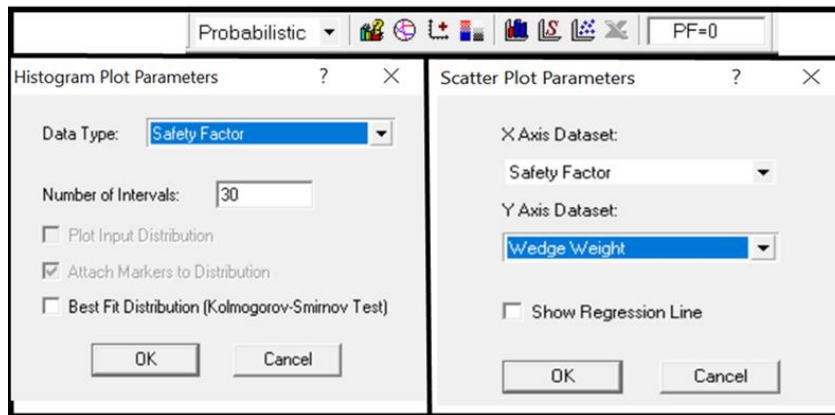 Probabilistic PF=0
Histogram Plot Parameters ? ×
Data Type: Safety Factor
Number of Intervals: 30
Plot Input Distribution
Attach Markers to Distribution
Best Fit Distribution (Kolmogorov-Smirnov Test)
OK Cancel
Scatter Plot Parameters ? ×
X Axis Dataset:
Safety Factor
Y Axis Dataset:
Wedge Weight
Show Regression Line
OK Cancel